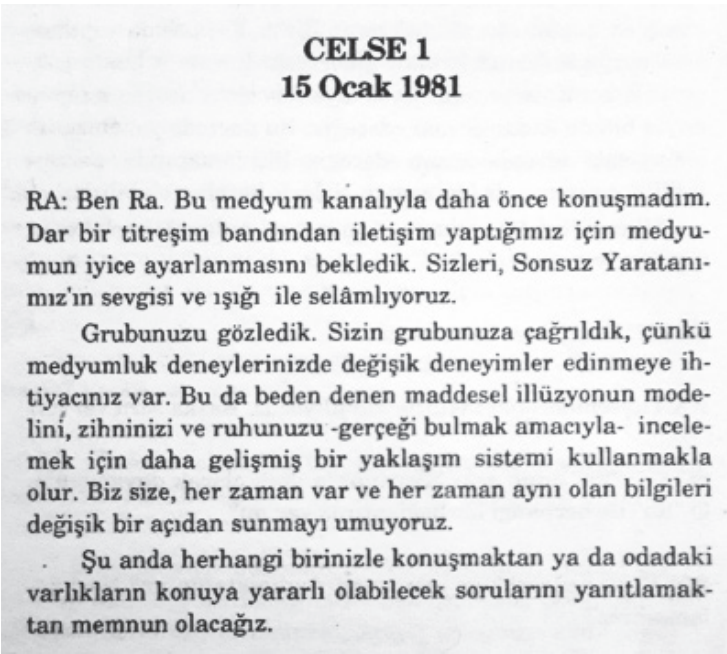 CELSE 1
15 Ocak 1981
RA: Ben Ra. Bu medyum kanalıyla daha önce konuşmadım.
Dar bir titreşim bandından iletişim yaptığımız için medyu-
mun iyice ayarlanmasını bekledik. Sizleri, Sonsuz Yaratanı-
mız'ın sevgisi ve ışığı ile selâmlıyoruz.
Grubunuzu gözledik. Sizin grubunuza çağrıldık, çünkü
medyumluk deneylerinizde değişik deneyimler edinmeye ih-
tiyacınız var. Bu da beden denen maddesel illüzyonun mode-
lini, zihninizi ve ruhunuzu -gerçeği bulmak amacıyla- incele-
mek için daha gelişmiş bir yaklaşım sistemi kullanmakla
olur. Biz size, her zaman var ve her zaman aynı olan bilgileri
değişik bir açıdan sunmayı umuyoruz.
Şu anda herhangi birinizle konuşmaktan ya da odadaki
varlıkların konuya yararlı olabilecek sorularını yanıtlamak-
tan memnun olacağız.